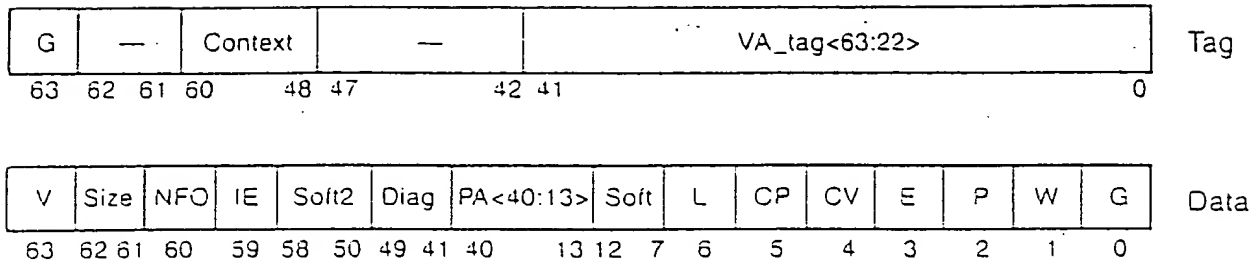 G — Context — VA_tag<63:22> Tag
63 62 61 60 48 47 42 41 0
V Size NFO IE Soft2 Diag PA<40:13> Soft L CP CV E P W G Data
63 62 61 60 59 58 50 49 41 40 13 12 7 6 5 4 3 2 1 0